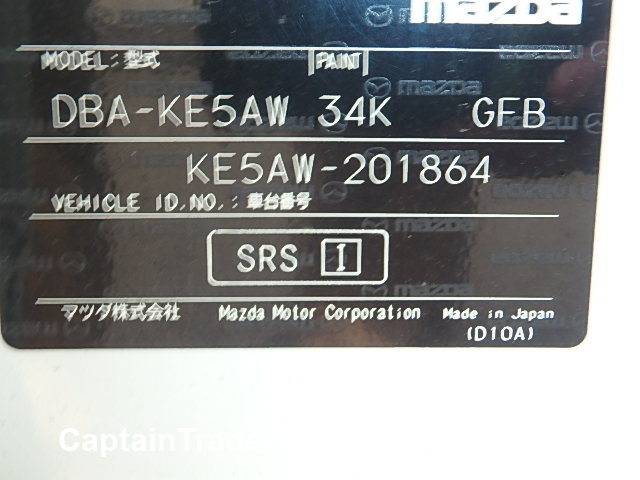 mazda
MODEL: 型式 PAINT
DBA-KE5AW 34K GFB
KE5AW-201864
VEHICLE ID.NO.: 車台番号
SRS I
マツダ株式会社 Mazda Motor Corporation Made in Japan
(D10A)
CaptainTrade